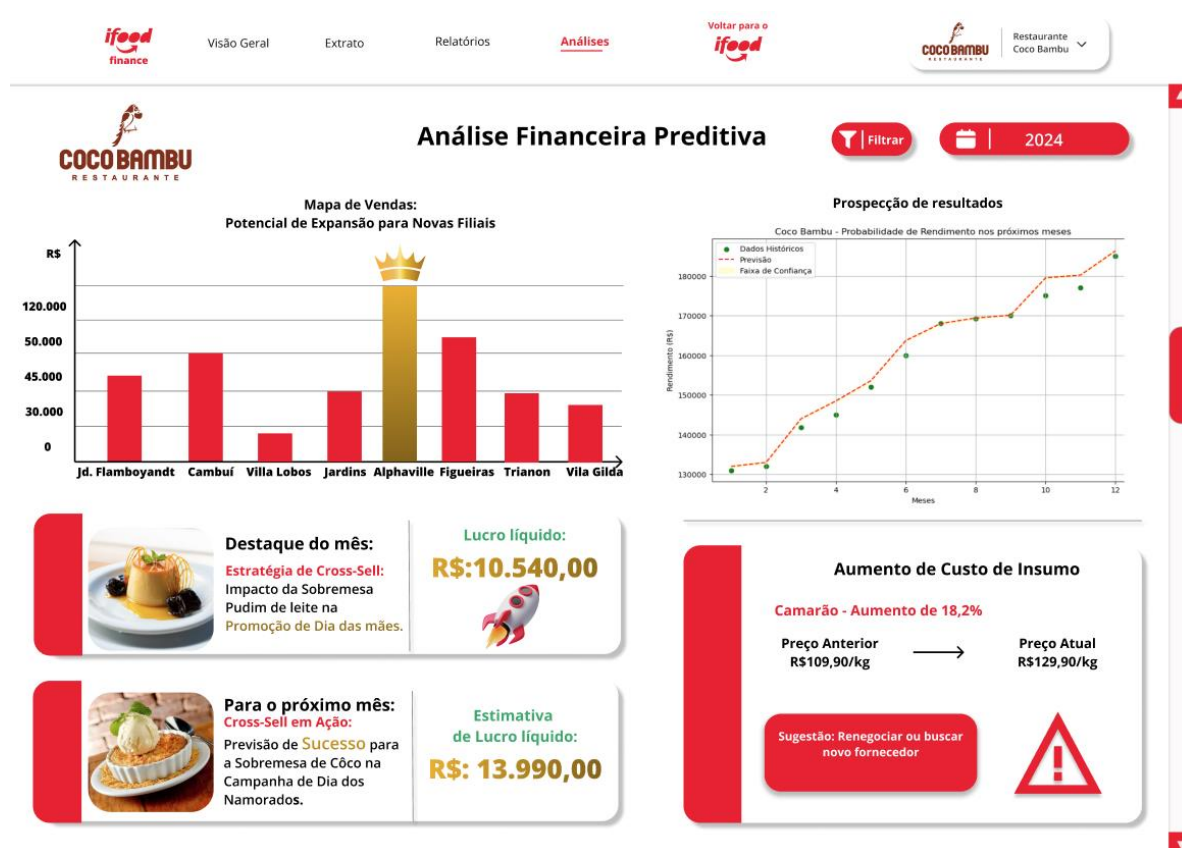 ifood
finance
Visão Geral
Extrato
Relatórios
Análises
Voltar para o
ifood
COCO BAMBU
RESTAURANTE
Restaurante
Coco Bambu
COCO BAMBU
RESTAURANTE
Análise Financeira Preditiva
Filtrar
2024
Mapa de Vendas:
Potencial de Expansão para Novas Filiais
R$
120.000
50.000
45.000
30.000
0
Jd. Flamboyandt Cambuí Villa Lobos Jardins Alphaville Figueiras Trianon Vila Gilda
Prospecção de resultados
Coco Bambu - Probabilidade de Rendimento nos próximos meses
Dados Históricos
Previsão
Faixa de Confiança
Rendimento (R$)
180000
170000
160000
150000
140000
130000
2 4 6 8 10 12
Meses
Destaque do mês:
Estratégia de Cross-Sell:
Impacto da Sobremesa
Pudim de leite na
Promoção de Dia das mães.
Lucro líquido:
R$:10.540,00
Para o próximo mês:
Cross-Sell em Ação:
Previsão de Sucesso para
a Sobremesa de Côco na
Campanha de Dia dos
Namorados.
Estimativa
de Lucro líquido:
R$: 13.990,00
Aumento de Custo de Insumo
Camarão - Aumento de 18,2%
Preço Anterior
R$109,90/kg
Preço Atual
R$129,90/kg
Sugestão: Renegociar ou buscar
novo fornecedor